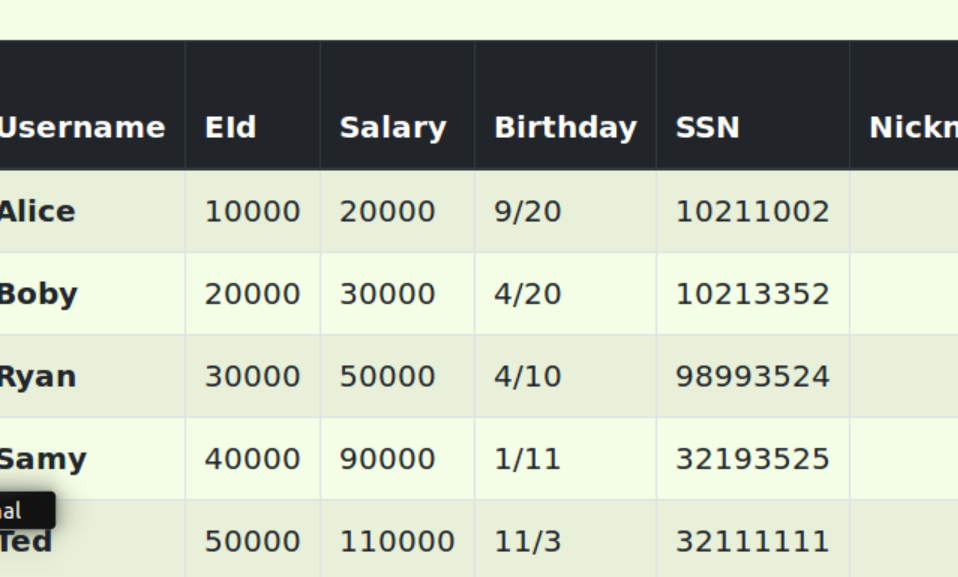 Username EId Salary Birthday SSN Nickn
Alice 10000 20000 9/20 10211002
Boby 20000 30000 4/20 10213352
Ryan 30000 50000 4/10 98993524
Samy 40000 90000 1/11 32193525
nal
Ted 50000 110000 11/3 32111111